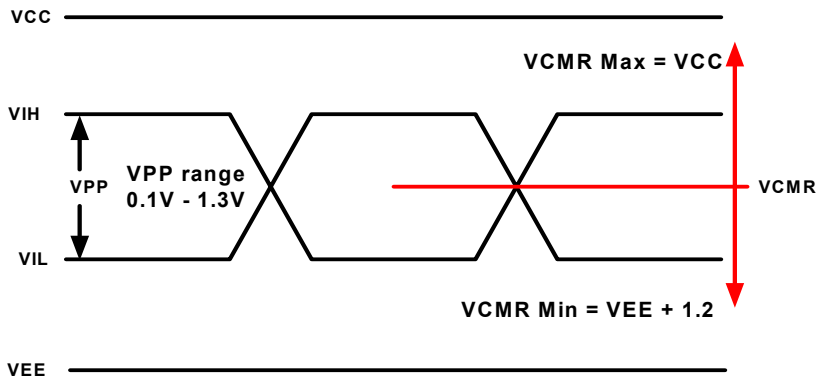 VCC
VCMR Max = VCC
VIH
VPP
VPP range
0.1V - 1.3V
VCMR
VIL
VCMR Min = VEE + 1.2
VEE